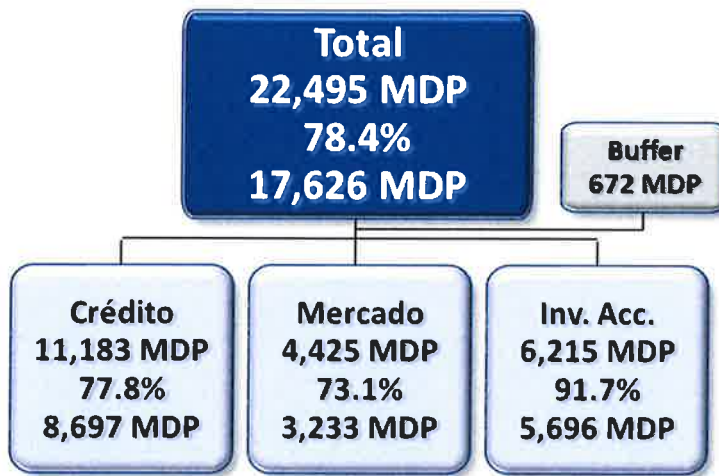 Total
22,495 MDP
78.4%
17,626 MDP
Buffer
672 MDP
Crédito
11,183 MDP
77.8%
8,697 MDP
Mercado
4,425 MDP
73.1%
3,233 MDP
Inv. Acc.
6,215 MDP
91.7%
5,696 MDP